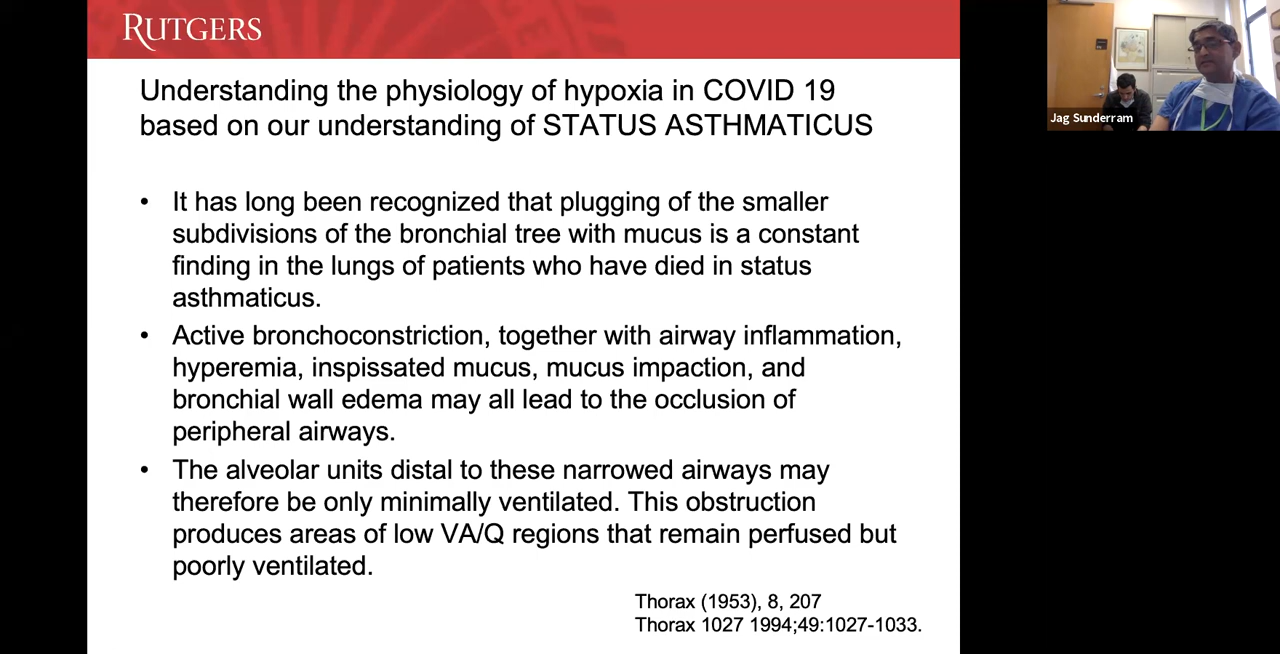 RUTGERS
Understanding the physiology of hypoxia in COVID 19
based on our understanding of STATUS ASTHMATICUS
• It has long been recognized that plugging of the smaller
subdivisions of the bronchial tree with mucus is a constant
finding in the lungs of patients who have died in status
asthmaticus.
• Active bronchoconstriction, together with airway inflammation,
hyperemia, inspissated mucus, mucus impaction, and
bronchial wall edema may all lead to the occlusion of
peripheral airways.
• The alveolar units distal to these narrowed airways may
therefore be only minimally ventilated. This obstruction
produces areas of low VA/Q regions that remain perfused but
poorly ventilated.
Thorax (1953), 8, 207
Thorax 1027 1994;49:1027-1033.
Jag Sunderram